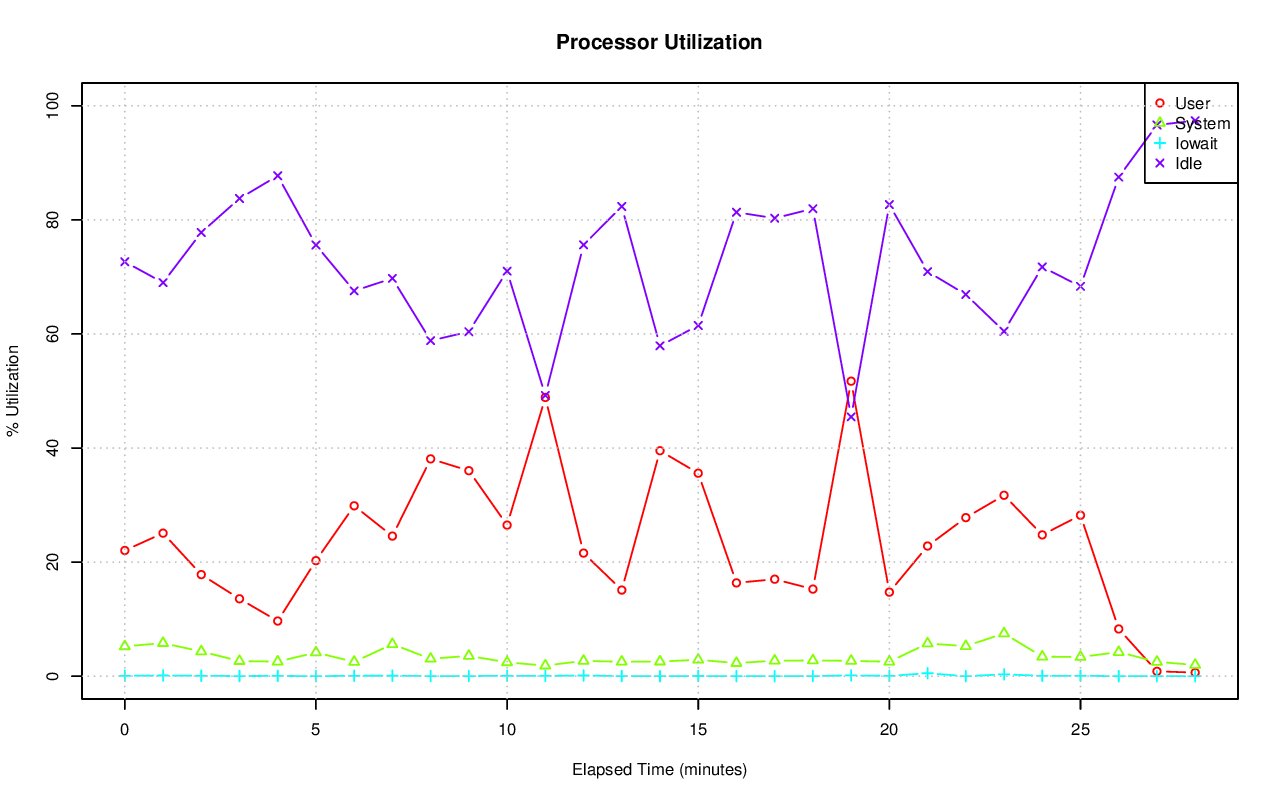 Processor Utilization
% Utilization
100
80
60
40
20
0
User
System
Iowait
Idle
0 5 10 15 20 25
Elapsed Time (minutes)